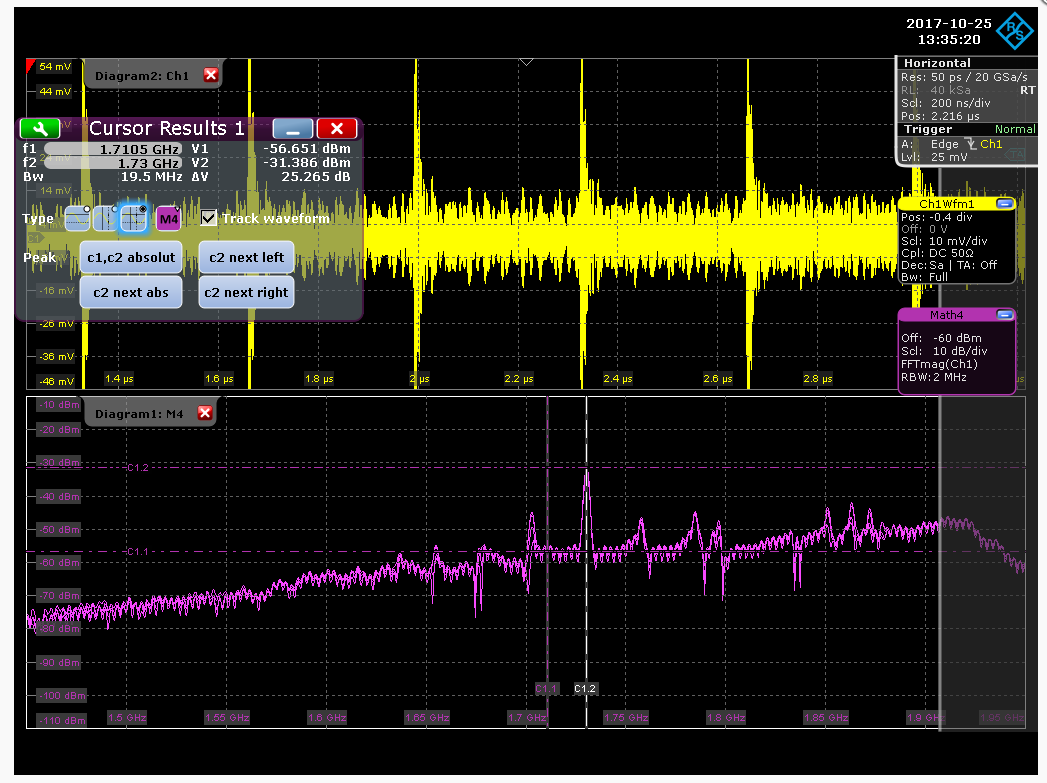 2017-10-25
13:35:20
R&S
Horizontal
Res: 50 ps / 20 GSa/s
RL: 40 kSa RT
Scl: 200 ns/div
Pos: 2.216 µs
Trigger Normal
A: Edge Ch1
Lvl: 25 mV
TA
54 mV
Diagram2: Ch1
44 mV
Cursor Results 1
f1 1.7105 GHz V1 -56.651 dBm
f2 1.73 GHz V2 -31.386 dBm
Bw 19.5 MHz ΔV 25.265 dB
14 mV
Type M4 Track waveform
C1
Peak c1,c2 absolut c2 next left
c2 next abs c2 next right
-16 mV
-26 mV
-36 mV
-46 mV
1.4 µs 1.6 µs 1.8 µs 2 µs 2.2 µs 2.4 µs 2.6 µs 2.8 µs
Ch1Wfm1
Pos: -0.4 div
Off: 0 V
Scl: 10 mV/div
Cpl: DC 50Ω
Dec: Sa | TA: Off
Bw: Full
Math4
Off: -60 dBm
Scl: 10 dB/div
FFTmag(Ch1)
RBW: 2 MHz
-10 dBm
Diagram1: M4
-20 dBm
-30 dBm
C1.2
-40 dBm
-50 dBm
C1.1
-60 dBm
-70 dBm
-80 dBm
-90 dBm
C1.1 C1.2
-100 dBm
-110 dBm
1.5 GHz 1.55 GHz 1.6 GHz 1.65 GHz 1.7 GHz 1.75 GHz 1.8 GHz 1.85 GHz 1.9 GHz 1.95 GHz